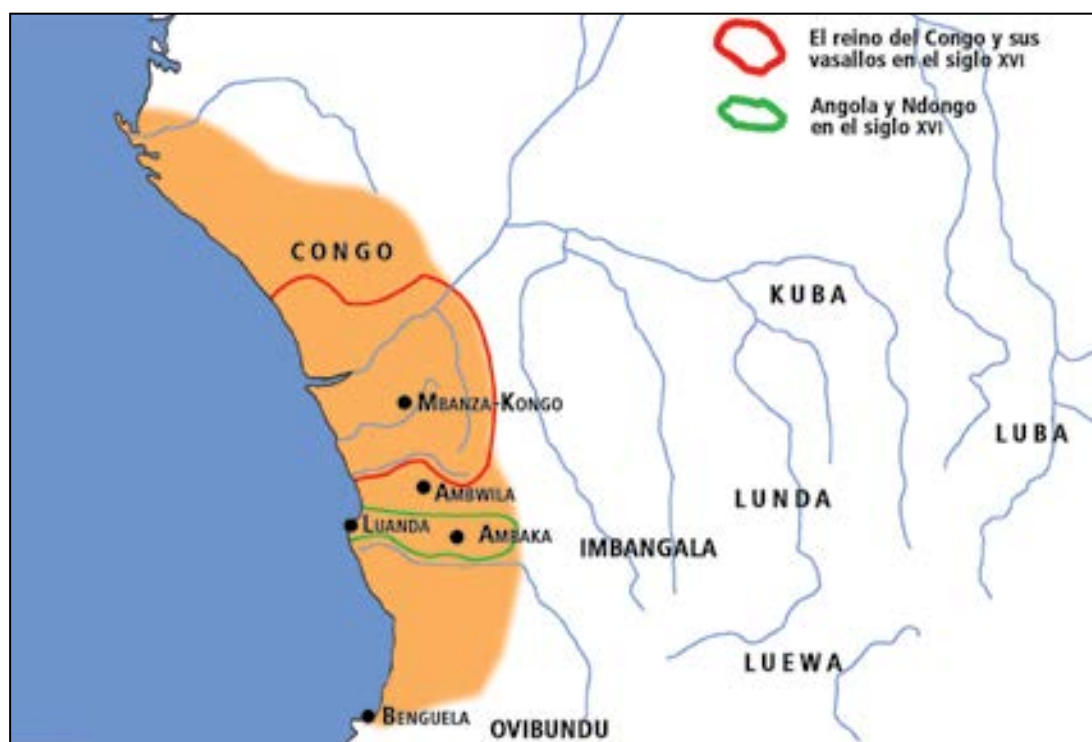 El reino del Congo y sus
vasallos en el siglo XVI
Angola y Ndongo
en el siglo XVI
CONGO
KUBA
MBANZA-KONGO
LUBA
AMBWILA
LUNDA
LUANDA
AMBAKA
IMBANGALA
LUEWA
BENGUELA
OVIBUNDU